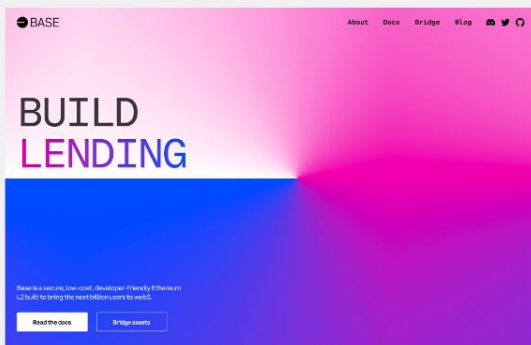 BASE
About Docs Bridge Blog
BUILD
LENDING
Base is a secure, low-cost, developer-friendly Ethereum
L2 built to bring the next billion users to web3.
Read the docs Bridge assets